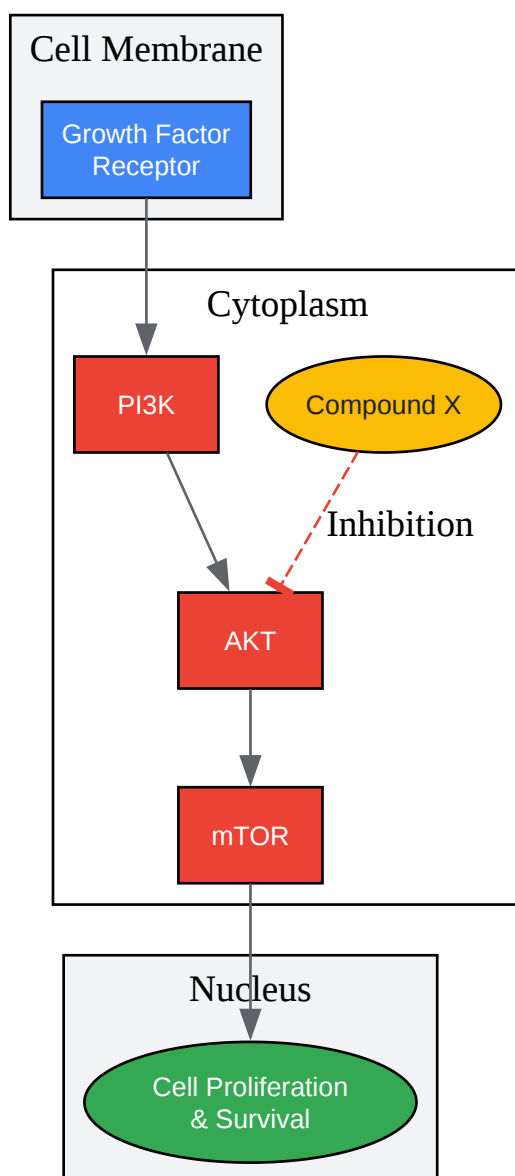 Cell Membrane
Growth Factor
Receptor
Cytoplasm
PI3K
Compound X
Inhibition
AKT
mTOR
Nucleus
Cell Proliferation
& Survival